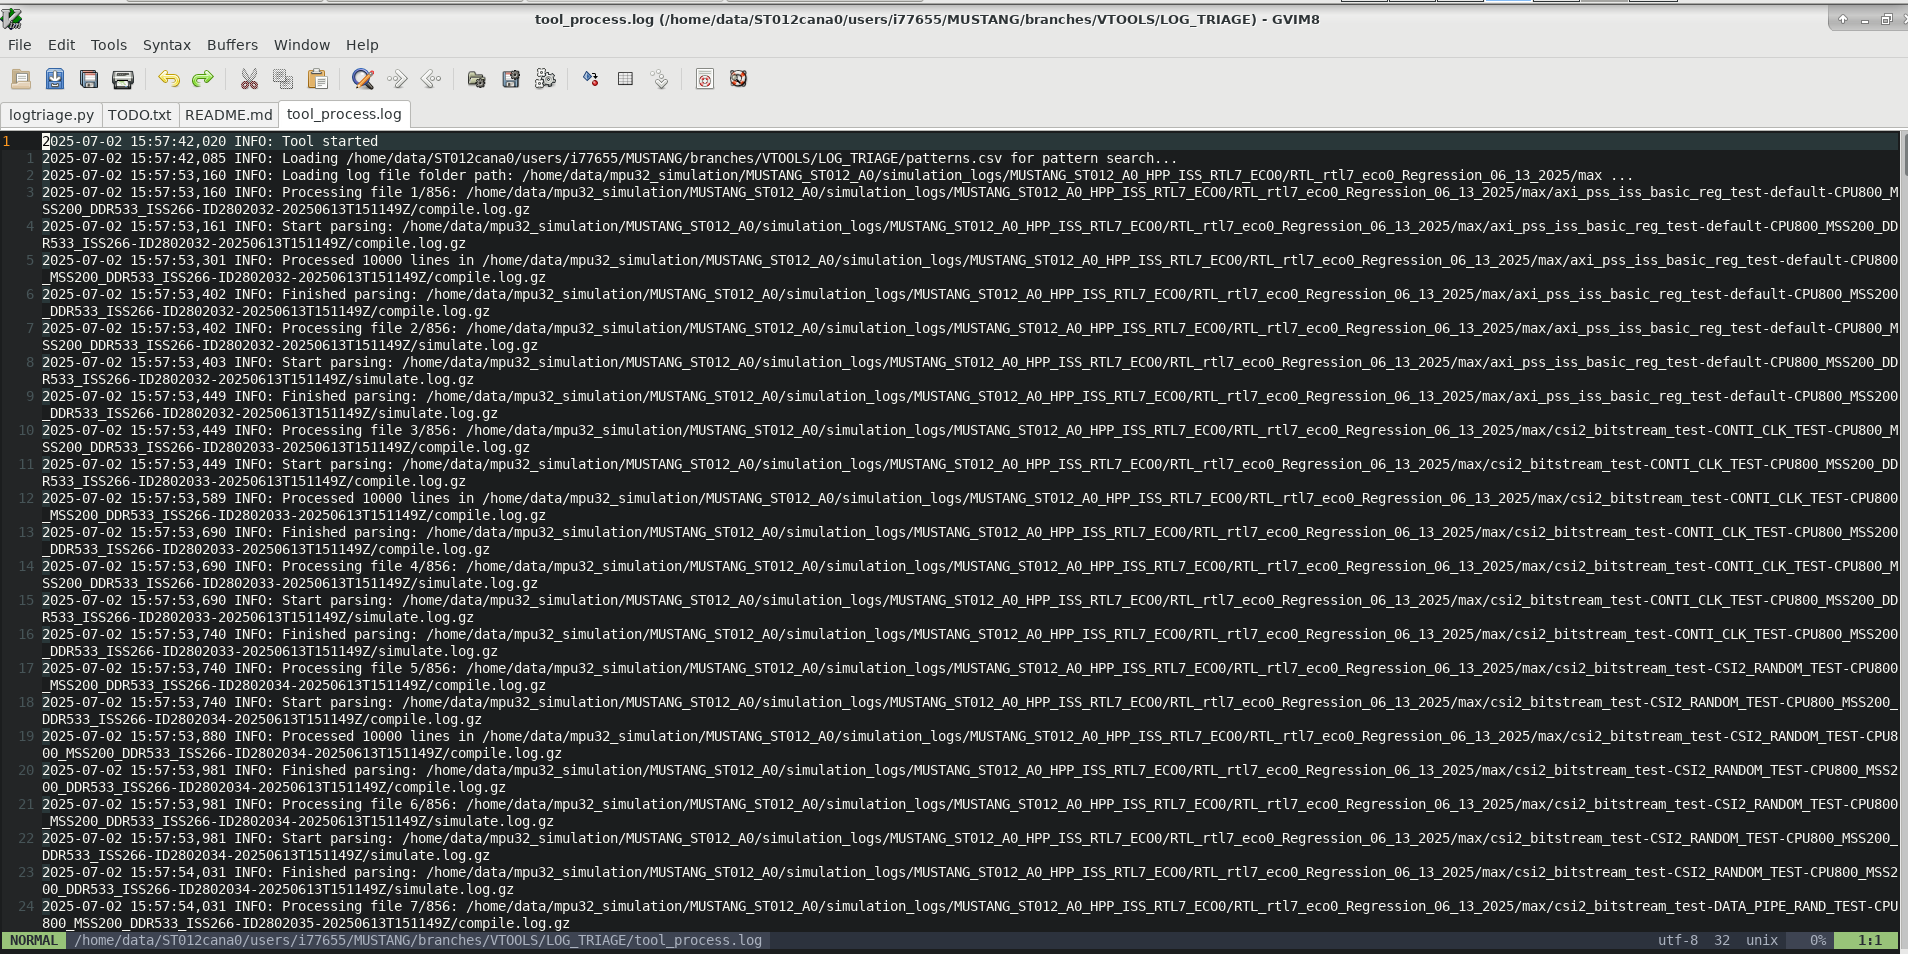 tool_process.log (/home/data/ST012cana0/users/i77655/MUSTANG/branches/VTOOLS/LOG_TRIAGE) - GVIM8
File Edit Tools Syntax Buffers Window Help
logtriage.py TODO.txt README.md tool_process.log
1 2025-07-02 15:57:42,020 INFO: Tool started
1 2025-07-02 15:57:42,085 INFO: Loading /home/data/ST012cana0/users/i77655/MUSTANG/branches/VTOOLS/LOG_TRIAGE/patterns.csv for pattern search...
2 2025-07-02 15:57:53,160 INFO: Loading log file folder path: /home/data/mpu32_simulation/MUSTANG_ST012_A0/simulation_logs/MUSTANG_ST012_A0_HPP_ISS_RTL7_ECO0/RTL_rtl7_eco0_Regression_06_13_2025/max ...
3 2025-07-02 15:57:53,160 INFO: Processing file 1/856: /home/data/mpu32_simulation/MUSTANG_ST012_A0/simulation_logs/MUSTANG_ST012_A0_HPP_ISS_RTL7_ECO0/RTL_rtl7_eco0_Regression_06_13_2025/max/axi_pss_iss_basic_reg_test-default-CPU800_M
SS200_DDR533_ISS266-ID2802032-20250613T151149Z/compile.log.gz
4 2025-07-02 15:57:53,161 INFO: Start parsing: /home/data/mpu32_simulation/MUSTANG_ST012_A0/simulation_logs/MUSTANG_ST012_A0_HPP_ISS_RTL7_ECO0/RTL_rtl7_eco0_Regression_06_13_2025/max/axi_pss_iss_basic_reg_test-default-CPU800_MSS200_DD
R533_ISS266-ID2802032-20250613T151149Z/compile.log.gz
5 2025-07-02 15:57:53,301 INFO: Processed 10000 lines in /home/data/mpu32_simulation/MUSTANG_ST012_A0/simulation_logs/MUSTANG_ST012_A0_HPP_ISS_RTL7_ECO0/RTL_rtl7_eco0_Regression_06_13_2025/max/axi_pss_iss_basic_reg_test-default-CPU800
_MSS200_DDR533_ISS266-ID2802032-20250613T151149Z/compile.log.gz
6 2025-07-02 15:57:53,402 INFO: Finished parsing: /home/data/mpu32_simulation/MUSTANG_ST012_A0/simulation_logs/MUSTANG_ST012_A0_HPP_ISS_RTL7_ECO0/RTL_rtl7_eco0_Regression_06_13_2025/max/axi_pss_iss_basic_reg_test-default-CPU800_MSS200
_DDR533_ISS266-ID2802032-20250613T151149Z/compile.log.gz
7 2025-07-02 15:57:53,402 INFO: Processing file 2/856: /home/data/mpu32_simulation/MUSTANG_ST012_A0/simulation_logs/MUSTANG_ST012_A0_HPP_ISS_RTL7_ECO0/RTL_rtl7_eco0_Regression_06_13_2025/max/axi_pss_iss_basic_reg_test-default-CPU800_M
SS200_DDR533_ISS266-ID2802032-20250613T151149Z/simulate.log.gz
8 2025-07-02 15:57:53,403 INFO: Start parsing: /home/data/mpu32_simulation/MUSTANG_ST012_A0/simulation_logs/MUSTANG_ST012_A0_HPP_ISS_RTL7_ECO0/RTL_rtl7_eco0_Regression_06_13_2025/max/axi_pss_iss_basic_reg_test-default-CPU800_MSS200_DD
R533_ISS266-ID2802032-20250613T151149Z/simulate.log.gz
9 2025-07-02 15:57:53,449 INFO: Finished parsing: /home/data/mpu32_simulation/MUSTANG_ST012_A0/simulation_logs/MUSTANG_ST012_A0_HPP_ISS_RTL7_ECO0/RTL_rtl7_eco0_Regression_06_13_2025/max/axi_pss_iss_basic_reg_test-default-CPU800_MSS200
_DDR533_ISS266-ID2802032-20250613T151149Z/simulate.log.gz
10 2025-07-02 15:57:53,449 INFO: Processing file 3/856: /home/data/mpu32_simulation/MUSTANG_ST012_A0/simulation_logs/MUSTANG_ST012_A0_HPP_ISS_RTL7_ECO0/RTL_rtl7_eco0_Regression_06_13_2025/max/csi2_bitstream_test-CONTI_CLK_TEST-CPU800_M
SS200_DDR533_ISS266-ID2802033-20250613T151149Z/compile.log.gz
11 2025-07-02 15:57:53,449 INFO: Start parsing: /home/data/mpu32_simulation/MUSTANG_ST012_A0/simulation_logs/MUSTANG_ST012_A0_HPP_ISS_RTL7_ECO0/RTL_rtl7_eco0_Regression_06_13_2025/max/csi2_bitstream_test-CONTI_CLK_TEST-CPU800_MSS200_DD
R533_ISS266-ID2802033-20250613T151149Z/compile.log.gz
12 2025-07-02 15:57:53,589 INFO: Processed 10000 lines in /home/data/mpu32_simulation/MUSTANG_ST012_A0/simulation_logs/MUSTANG_ST012_A0_HPP_ISS_RTL7_ECO0/RTL_rtl7_eco0_Regression_06_13_2025/max/csi2_bitstream_test-CONTI_CLK_TEST-CPU800
_MSS200_DDR533_ISS266-ID2802033-20250613T151149Z/compile.log.gz
13 2025-07-02 15:57:53,690 INFO: Finished parsing: /home/data/mpu32_simulation/MUSTANG_ST012_A0/simulation_logs/MUSTANG_ST012_A0_HPP_ISS_RTL7_ECO0/RTL_rtl7_eco0_Regression_06_13_2025/max/csi2_bitstream_test-CONTI_CLK_TEST-CPU800_MSS200
_DDR533_ISS266-ID2802033-20250613T151149Z/compile.log.gz
14 2025-07-02 15:57:53,690 INFO: Processing file 4/856: /home/data/mpu32_simulation/MUSTANG_ST012_A0/simulation_logs/MUSTANG_ST012_A0_HPP_ISS_RTL7_ECO0/RTL_rtl7_eco0_Regression_06_13_2025/max/csi2_bitstream_test-CONTI_CLK_TEST-CPU800_M
SS200_DDR533_ISS266-ID2802033-20250613T151149Z/simulate.log.gz
15 2025-07-02 15:57:53,690 INFO: Start parsing: /home/data/mpu32_simulation/MUSTANG_ST012_A0/simulation_logs/MUSTANG_ST012_A0_HPP_ISS_RTL7_ECO0/RTL_rtl7_eco0_Regression_06_13_2025/max/csi2_bitstream_test-CONTI_CLK_TEST-CPU800_MSS200_DD
R533_ISS266-ID2802033-20250613T151149Z/simulate.log.gz
16 2025-07-02 15:57:53,740 INFO: Finished parsing: /home/data/mpu32_simulation/MUSTANG_ST012_A0/simulation_logs/MUSTANG_ST012_A0_HPP_ISS_RTL7_ECO0/RTL_rtl7_eco0_Regression_06_13_2025/max/csi2_bitstream_test-CONTI_CLK_TEST-CPU800_MSS200
_DDR533_ISS266-ID2802033-20250613T151149Z/simulate.log.gz
17 2025-07-02 15:57:53,740 INFO: Processing file 5/856: /home/data/mpu32_simulation/MUSTANG_ST012_A0/simulation_logs/MUSTANG_ST012_A0_HPP_ISS_RTL7_ECO0/RTL_rtl7_eco0_Regression_06_13_2025/max/csi2_bitstream_test-CSI2_RANDOM_TEST-CPU800
_MSS200_DDR533_ISS266-ID2802034-20250613T151149Z/compile.log.gz
18 2025-07-02 15:57:53,740 INFO: Start parsing: /home/data/mpu32_simulation/MUSTANG_ST012_A0/simulation_logs/MUSTANG_ST012_A0_HPP_ISS_RTL7_ECO0/RTL_rtl7_eco0_Regression_06_13_2025/max/csi2_bitstream_test-CSI2_RANDOM_TEST-CPU800_MSS200_
DDR533_ISS266-ID2802034-20250613T151149Z/compile.log.gz
19 2025-07-02 15:57:53,880 INFO: Processed 10000 lines in /home/data/mpu32_simulation/MUSTANG_ST012_A0/simulation_logs/MUSTANG_ST012_A0_HPP_ISS_RTL7_ECO0/RTL_rtl7_eco0_Regression_06_13_2025/max/csi2_bitstream_test-CSI2_RANDOM_TEST-CPU8
00_MSS200_DDR533_ISS266-ID2802034-20250613T151149Z/compile.log.gz
20 2025-07-02 15:57:53,981 INFO: Finished parsing: /home/data/mpu32_simulation/MUSTANG_ST012_A0/simulation_logs/MUSTANG_ST012_A0_HPP_ISS_RTL7_ECO0/RTL_rtl7_eco0_Regression_06_13_2025/max/csi2_bitstream_test-CSI2_RANDOM_TEST-CPU800_MSS2
00_DDR533_ISS266-ID2802034-20250613T151149Z/compile.log.gz
21 2025-07-02 15:57:53,981 INFO: Processing file 6/856: /home/data/mpu32_simulation/MUSTANG_ST012_A0/simulation_logs/MUSTANG_ST012_A0_HPP_ISS_RTL7_ECO0/RTL_rtl7_eco0_Regression_06_13_2025/max/csi2_bitstream_test-CSI2_RANDOM_TEST-CPU800
_MSS200_DDR533_ISS266-ID2802034-20250613T151149Z/simulate.log.gz
22 2025-07-02 15:57:53,981 INFO: Start parsing: /home/data/mpu32_simulation/MUSTANG_ST012_A0/simulation_logs/MUSTANG_ST012_A0_HPP_ISS_RTL7_ECO0/RTL_rtl7_eco0_Regression_06_13_2025/max/csi2_bitstream_test-CSI2_RANDOM_TEST-CPU800_MSS200_
DDR533_ISS266-ID2802034-20250613T151149Z/simulate.log.gz
23 2025-07-02 15:57:54,031 INFO: Finished parsing: /home/data/mpu32_simulation/MUSTANG_ST012_A0/simulation_logs/MUSTANG_ST012_A0_HPP_ISS_RTL7_ECO0/RTL_rtl7_eco0_Regression_06_13_2025/max/csi2_bitstream_test-CSI2_RANDOM_TEST-CPU800_MSS2
00_DDR533_ISS266-ID2802034-20250613T151149Z/simulate.log.gz
24 2025-07-02 15:57:54,031 INFO: Processing file 7/856: /home/data/mpu32_simulation/MUSTANG_ST012_A0/simulation_logs/MUSTANG_ST012_A0_HPP_ISS_RTL7_ECO0/RTL_rtl7_eco0_Regression_06_13_2025/max/csi2_bitstream_test-DATA_PIPE_RAND_TEST-CPU
800_MSS200_DDR533_ISS266-ID2802035-20250613T151149Z/compile.log.gz
NORMAL /home/data/ST012cana0/users/i77655/MUSTANG/branches/VTOOLS/LOG_TRIAGE/tool_process.log utf-8 32 unix 0% 1:1